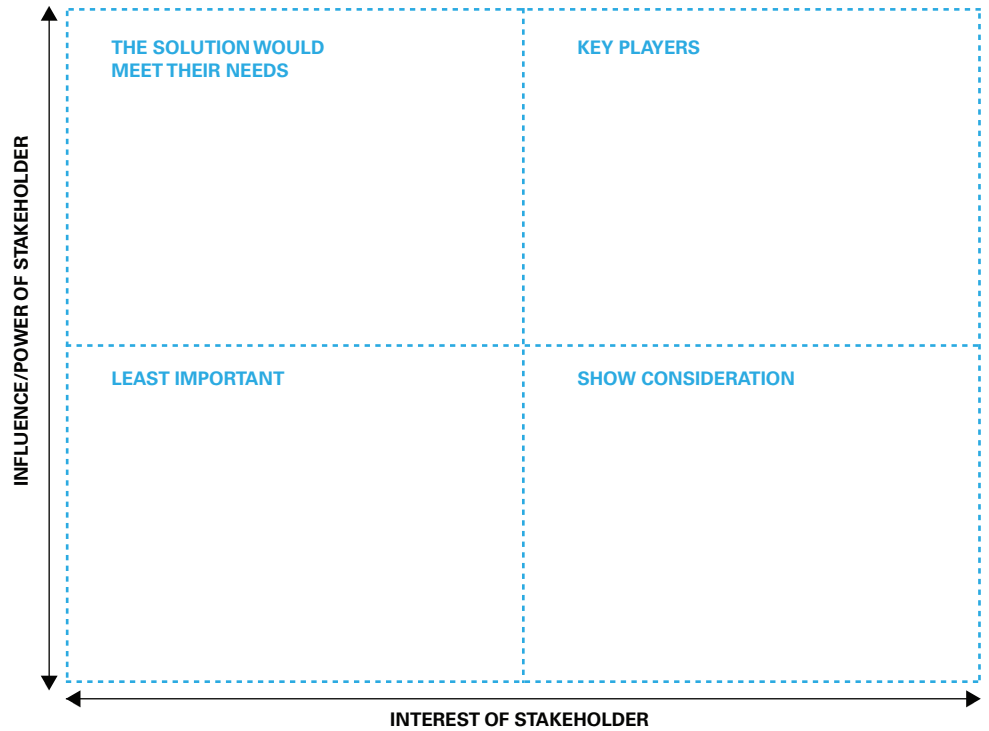 THE SOLUTION WOULD
MEET THEIR NEEDS
KEY PLAYERS
INFLUENCE/POWER OF STAKEHOLDER
LEAST IMPORTANT
SHOW CONSIDERATION
INTEREST OF STAKEHOLDER